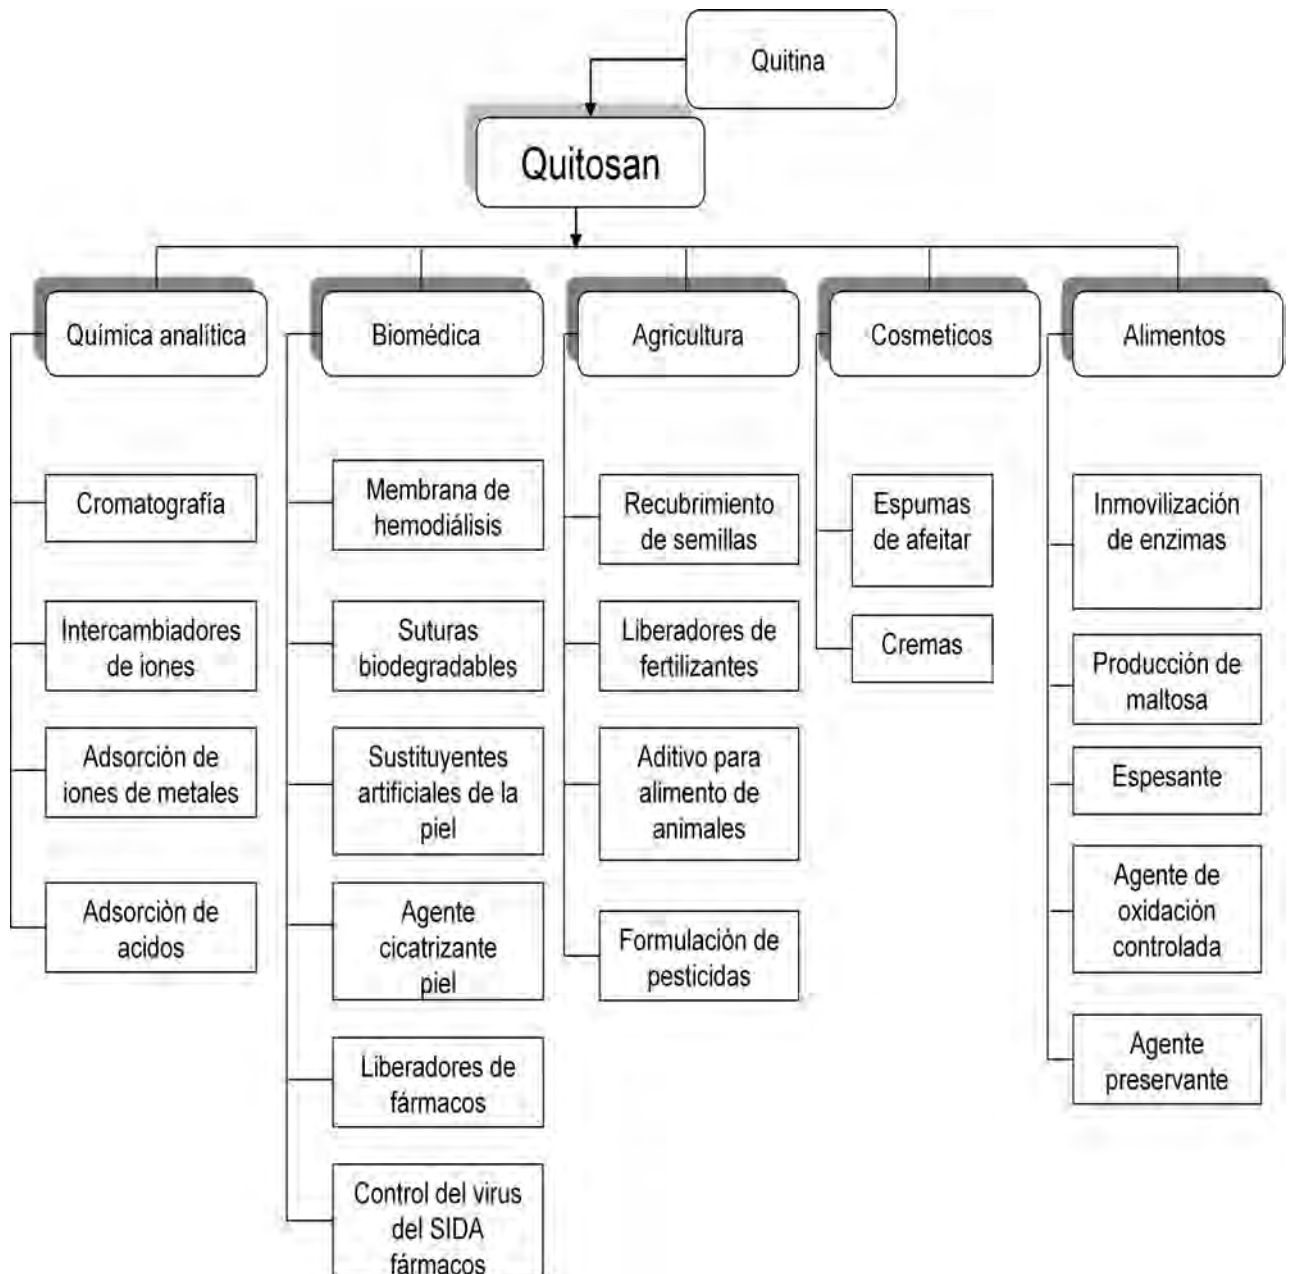 Quitina
Quitosan
Química analítica
Cromatografía
Intercambiadores
de iones
Adsorción de
iones de metales
Adsorciòn de
acidos
Biomédica
Membrana de
hemodiálisis
Suturas
biodegradables
Sustituyentes
artificiales de la
piel
Agente
cicatrizante
piel
Liberadores de
fármacos
Control del virus
del SIDA
fármacos
Agricultura
Recubrimiento
de semillas
Liberadores de
fertilizantes
Aditivo para
alimento de
animales
Formulación de
pesticidas
Cosmeticos
Espumas
de afeitar
Cremas
Alimentos
Inmovilización
de enzimas
Producción de
maltosa
Espesante
Agente de
oxidación
controlada
Agente
preservante